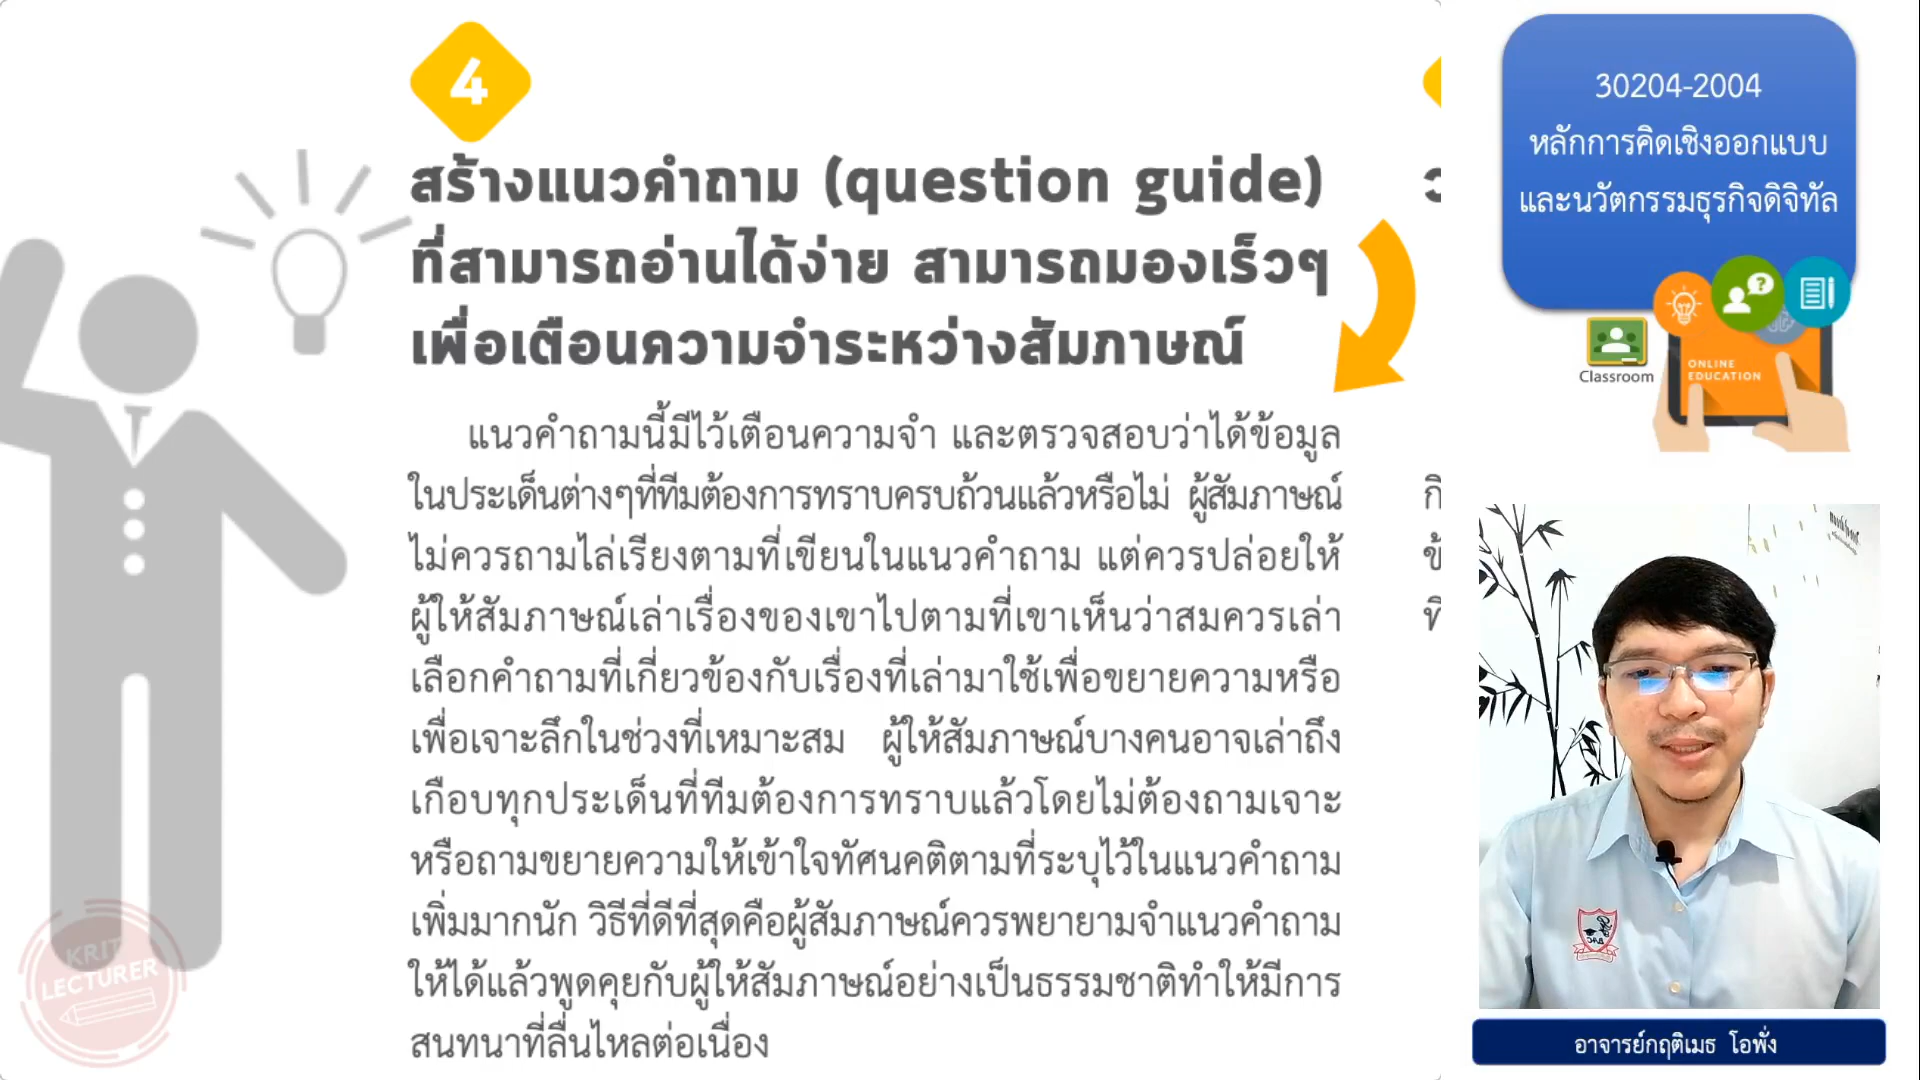 4
สร้างแนวคำถาม (question guide)
ที่สามารถอ่านได้ง่าย สามารถมองเร็วๆ
เพื่อเตือนความจำระหว่างสัมภาษณ์
แนวคำถามนี้มีไว้เตือนความจำ และตรวจสอบว่าได้ข้อมูล
ในประเด็นต่างๆที่ทีมต้องการทราบครบถ้วนแล้วหรือไม่ ผู้สัมภาษณ์
ไม่ควรถามไล่เรียงตามที่เขียนในแนวคำถาม แต่ควรปล่อยให้
ผู้ให้สัมภาษณ์เล่าเรื่องของเขาไปตามที่เขาเห็นว่าสมควรเล่า
เลือกคำถามที่เกี่ยวข้องกับเรื่องที่เล่ามาใช้เพื่อขยายความหรือ
เพื่อเจาะลึกในช่วงที่เหมาะสม ผู้ให้สัมภาษณ์บางคนอาจเล่าถึง
เกือบทุกประเด็นที่ทีมต้องการทราบแล้วโดยไม่ต้องถามเจาะ
หรือถามขยายความให้เข้าใจทัศนคติตามที่ระบุไว้ในแนวคำถาม
เพิ่มมากนัก วิธีที่ดีที่สุดคือผู้สัมภาษณ์ควรพยายามจำแนวคำถาม
ให้ได้แล้วพูดคุยกับผู้ให้สัมภาษณ์อย่างเป็นธรรมชาติทำให้มีการ
สนทนาที่ลื่นไหลต่อเนื่อง
KRIT
LECTURER
30204-2004
หลักการคิดเชิงออกแบบ
และนวัตกรรมธุรกิจดิจิทัล
Classroom
ONLINE
EDUCATION
อาจารย์กฤติเมธ โอพั่ง